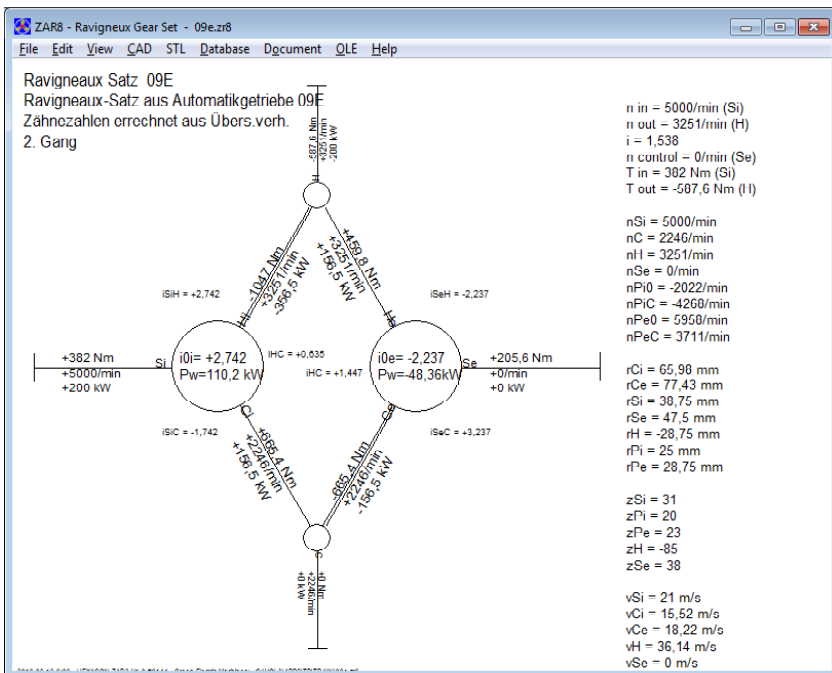 ZAR8 - Ravigneux Gear Set - 09e.zr8
File Edit View CAD STL Database Document OLE Help
Ravigneaux Satz 09E
Ravigneaux-Satz aus Automatikgetriebe 09E
Zähnezahlen errechnet aus Übers.verh.
2. Gang
-587,6 Nm
+3251/min
-200 kW
H
-1047 Nm
+3251/min
-356,5 kW
Hi
+459,8 Nm
+3251/min
+156,5 kW
He
iSiH = +2,742
iSeH = -2,237
+382 Nm
+5000/min
+200 kW
Si
i0i= +2,742
Pw=110,2 kW
iHC = +0,635
iHC = +1,447
i0e= -2,237
Pw=-48,36kW
Se
+205,6 Nm
+0/min
+0 kW
iSiC = -1,742
iSeC = +3,237
Ci
+665,4 Nm
+2246/min
+156,5 kW
Ce
-665,4 Nm
+2246/min
-156,5 kW
C
+0 Nm
+2246/min
+0 kW
n in = 5000/min (Si)
n out = 3251/min (H)
i = 1,538
n control = 0/min (Se)
T in = 382 Nm (Si)
T out = -587,6 Nm (H)
nSi = 5000/min
nC = 2246/min
nH = 3251/min
nSe = 0/min
nPi0 = -2022/min
nPiC = -4268/min
nPe0 = 5958/min
nPeC = 3711/min
rCi = 65,98 mm
rCe = 77,43 mm
rSi = 38,75 mm
rSe = 47,5 mm
rH = -28,75 mm
rPi = 25 mm
rPe = 28,75 mm
zSi = 31
zPi = 20
zPe = 23
zH = -85
zSe = 38
vSi = 21 m/s
vCi = 15,52 m/s
vCe = 18,22 m/s
vH = 36,14 m/s
vSe = 0 m/s